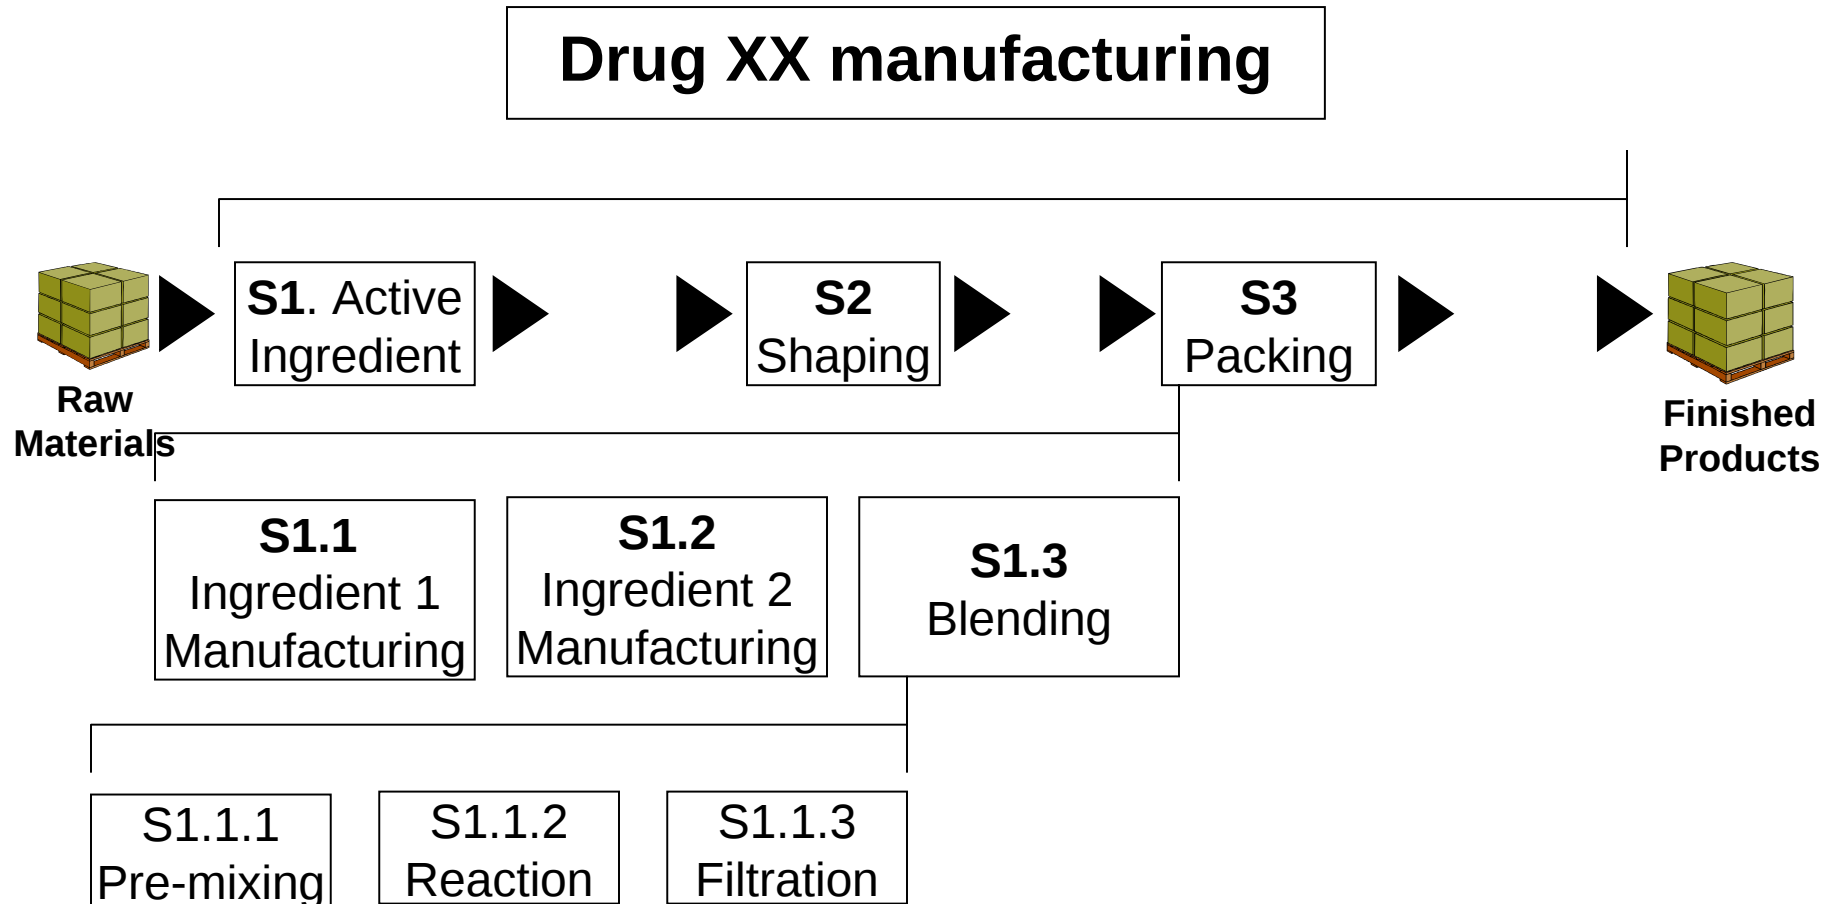 Drug XX manufacturing
S1. Active
Ingredient
S2
Shaping
S3
Packing
Raw
Materials
Finished
Products
S1.1
Ingredient 1
Manufacturing
S1.2
Ingredient 2
Manufacturing
S1.3
Blending
S1.1.1
Pre-mixing
S1.1.2
Reaction
S1.1.3
Filtration